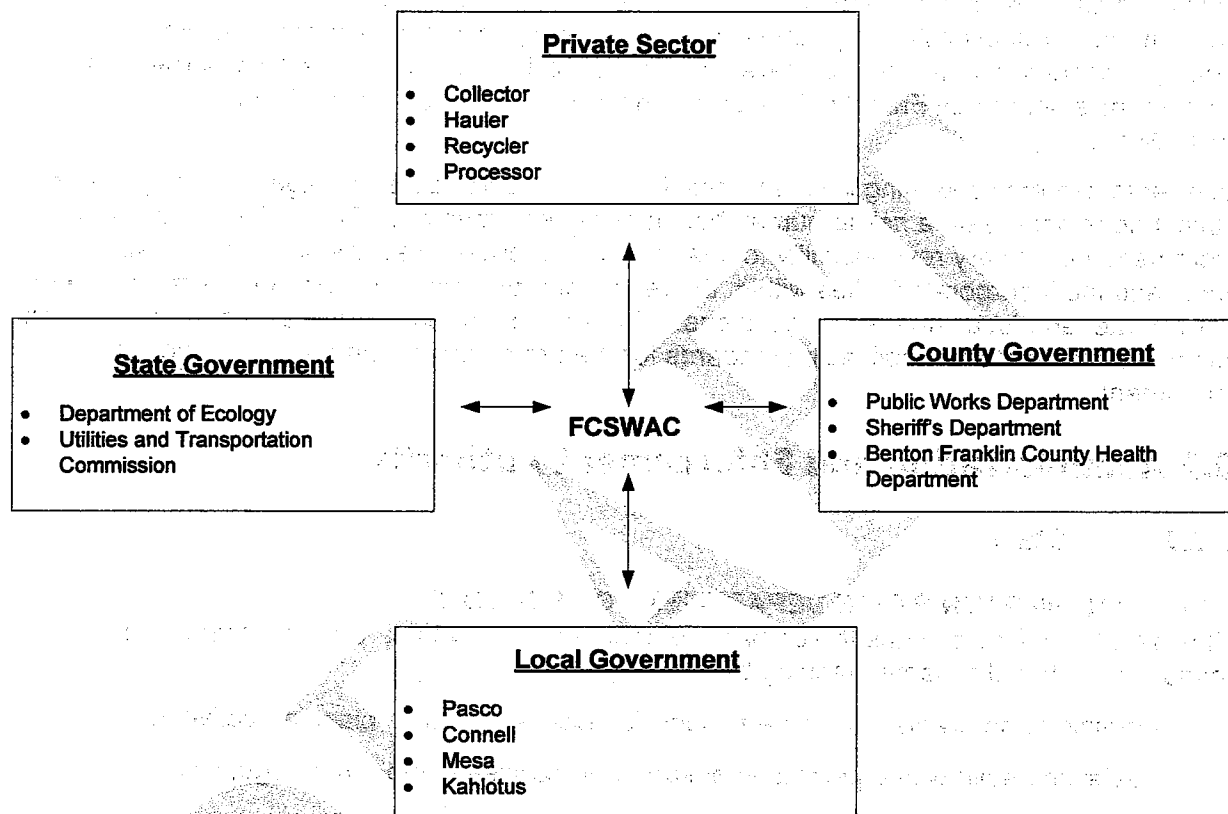 Private Sector
• Collector
• Hauler
• Recycler
• Processor
State Government
• Department of Ecology
• Utilities and Transportation
Commission
FCSWAC
County Government
• Public Works Department
• Sheriff's Department
• Benton Franklin County Health
Department
Local Government
• Pasco
• Connell
• Mesa
• Kahlotus